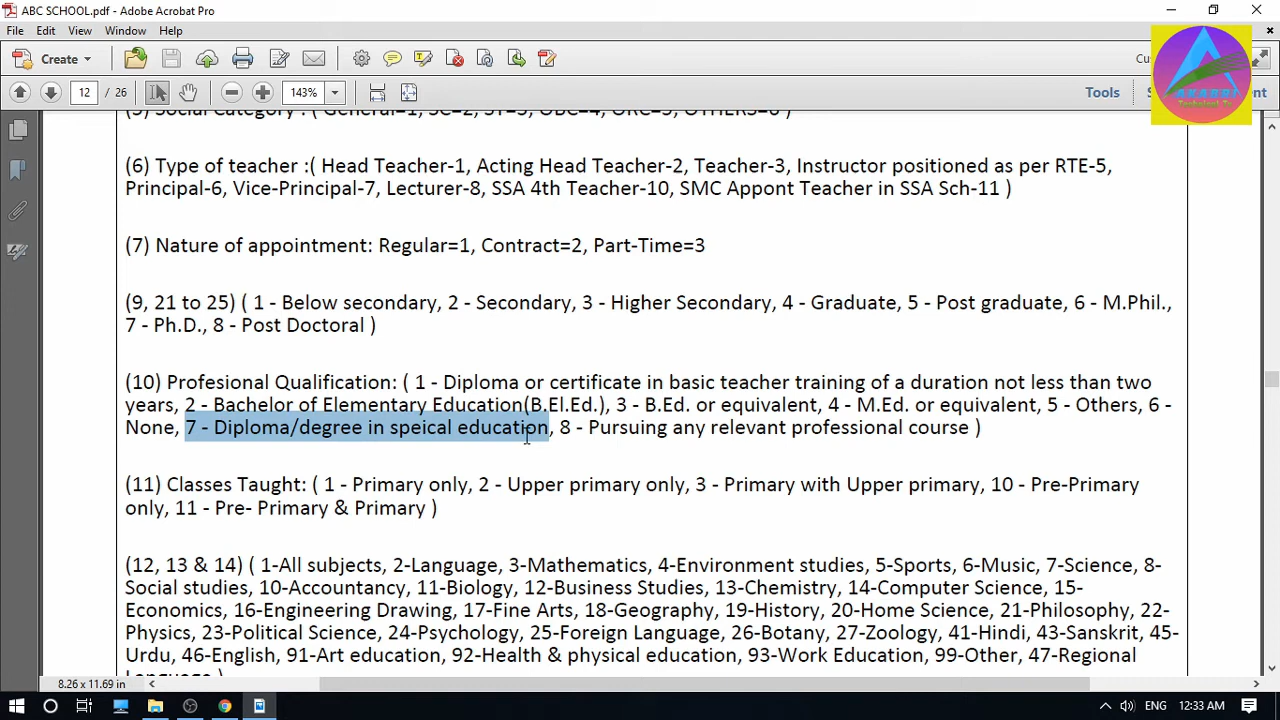 ABC SCHOOL.pdf - Adobe Acrobat Pro
File Edit View Window Help
Create
12 / 26
143%
Tools
(6) Type of teacher :( Head Teacher-1, Acting Head Teacher-2, Teacher-3, Instructor positioned as per RTE-5,
Principal-6, Vice-Principal-7, Lecturer-8, SSA 4th Teacher-10, SMC Appont Teacher in SSA Sch-11 )
(7) Nature of appointment: Regular=1, Contract=2, Part-Time=3
(9, 21 to 25) ( 1 - Below secondary, 2 - Secondary, 3 - Higher Secondary, 4 - Graduate, 5 - Post graduate, 6 - M.Phil.,
7 - Ph.D., 8 - Post Doctoral )
(10) Profesional Qualification: ( 1 - Diploma or certificate in basic teacher training of a duration not less than two
years, 2 - Bachelor of Elementary Education(B.El.Ed.), 3 - B.Ed. or equivalent, 4 - M.Ed. or equivalent, 5 - Others, 6 -
None, 7 - Diploma/degree in speical education, 8 - Pursuing any relevant professional course )
(11) Classes Taught: ( 1 - Primary only, 2 - Upper primary only, 3 - Primary with Upper primary, 10 - Pre-Primary
only, 11 - Pre- Primary & Primary )
(12, 13 & 14) ( 1-All subjects, 2-Language, 3-Mathematics, 4-Environment studies, 5-Sports, 6-Music, 7-Science, 8-
Social studies, 10-Accountancy, 11-Biology, 12-Business Studies, 13-Chemistry, 14-Computer Science, 15-
Economics, 16-Engineering Drawing, 17-Fine Arts, 18-Geography, 19-History, 20-Home Science, 21-Philosophy, 22-
Physics, 23-Political Science, 24-Psychology, 25-Foreign Language, 26-Botany, 27-Zoology, 41-Hindi, 43-Sanskrit, 45-
Urdu, 46-English, 91-Art education, 92-Health & physical education, 93-Work Education, 99-Other, 47-Regional
8.26 x 11.69 in
ENG 12:33 AM